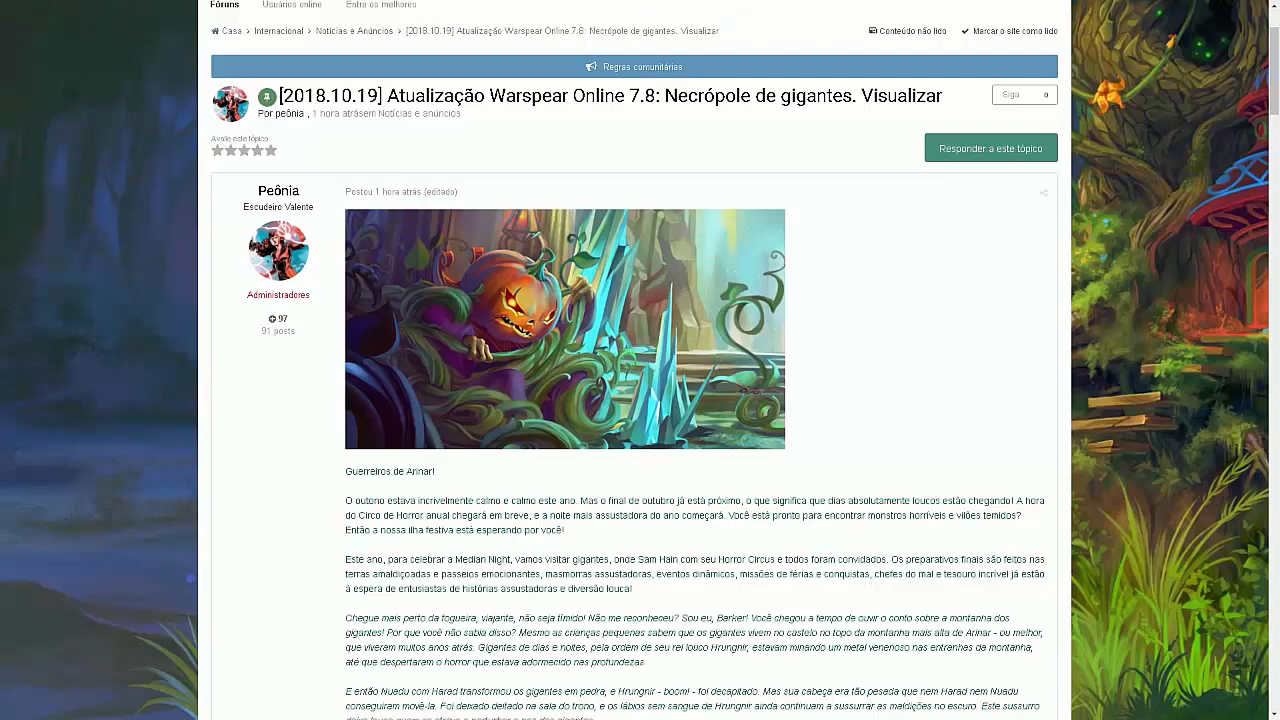 Fóruns Usuários online Entre os melhores
Casa > Internacional > Notícias e Anúncios > [2018.10.19] Atualização Warspear Online 7.8: Necrópole de gigantes. Visualizar
Conteúdo não lido Marcar o site como lido
Regras comunitárias
[2018.10.19] Atualização Warspear Online 7.8: Necrópole de gigantes. Visualizar
Siga 0
Por peônia , 1 hora atrásem Notícias e anúncios
Avalie este tópico
Responder a este tópico
Peônia
Escudeiro Valente
Administradores
97
91 posts
Postou 1 hora atrás (editado)
Guerreiros de Arinar!
O outono estava incrivelmente calmo e calmo este ano. Mas o final de outubro já está próximo, o que significa que dias absolutamente loucos estão chegando! A hora
do Circo de Horror anual chegará em breve, e a noite mais assustadora do ano começará. Você está pronto para encontrar monstros horríveis e vilões temidos?
Então a nossa ilha festiva está esperando por você!
Este ano, para celebrar a Median Night, vamos visitar gigantes, onde Sam Hain com seu Horror Circus e todos foram convidados. Os preparativos finais são feitos nas
terras amaldiçoadas e passeios emocionantes, masmorras assustadoras, eventos dinâmicos, missões de férias e conquistas, chefes do mal e tesouro incrível já estão
à espera de entusiastas de histórias assustadoras e diversão louca!
Chegue mais perto da fogueira, viajante, não seja tímido! Não me reconheceu? Sou eu, Barker! Você chegou a tempo de ouvir o conto sobre a montanha dos
gigantes! Por que você não sabia disso? Mesmo as crianças pequenas sabem que os gigantes vivem no castelo no topo da montanha mais alta de Arinar - ou melhor,
que viveram muitos anos atrás. Gigantes de dias e noites, pela ordem de seu rei louco Hrungnir, estavam minando um metal venenoso nas entranhas da montanha,
até que despertaram o horror que estava adormecido nas profundezas.
E então Nuadu com Harad transformou os gigantes em pedra, e Hrungnir - boom! - foi decapitado. Mas sua cabeça era tão pesada que nem Harad nem Nuadu
conseguiram movê-la. Foi deixado deitado na sala do trono, e os lábios sem sangue de Hrungnir ainda continuam a sussurrar as maldições no escuro. Este sussurro